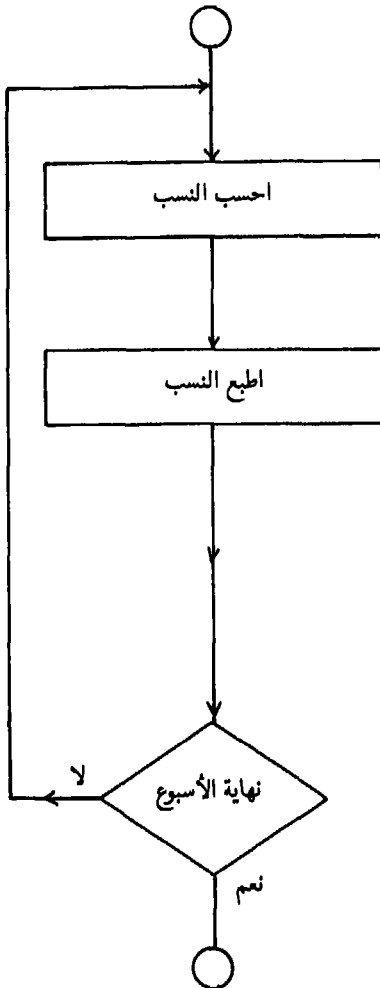 احسب النسب
اطبع النسب
نهاية الأسبوع
لا
نعم